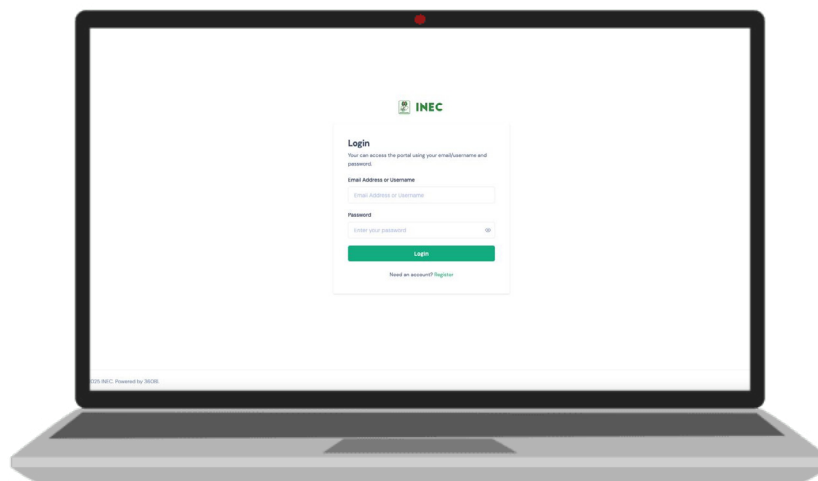 INEC
Login
Your can access the portal using your email/username and
password.
Email Address or Username
Email Address or Username
Password
Enter your password
Login
Need an account? Register
INEC. Powered by